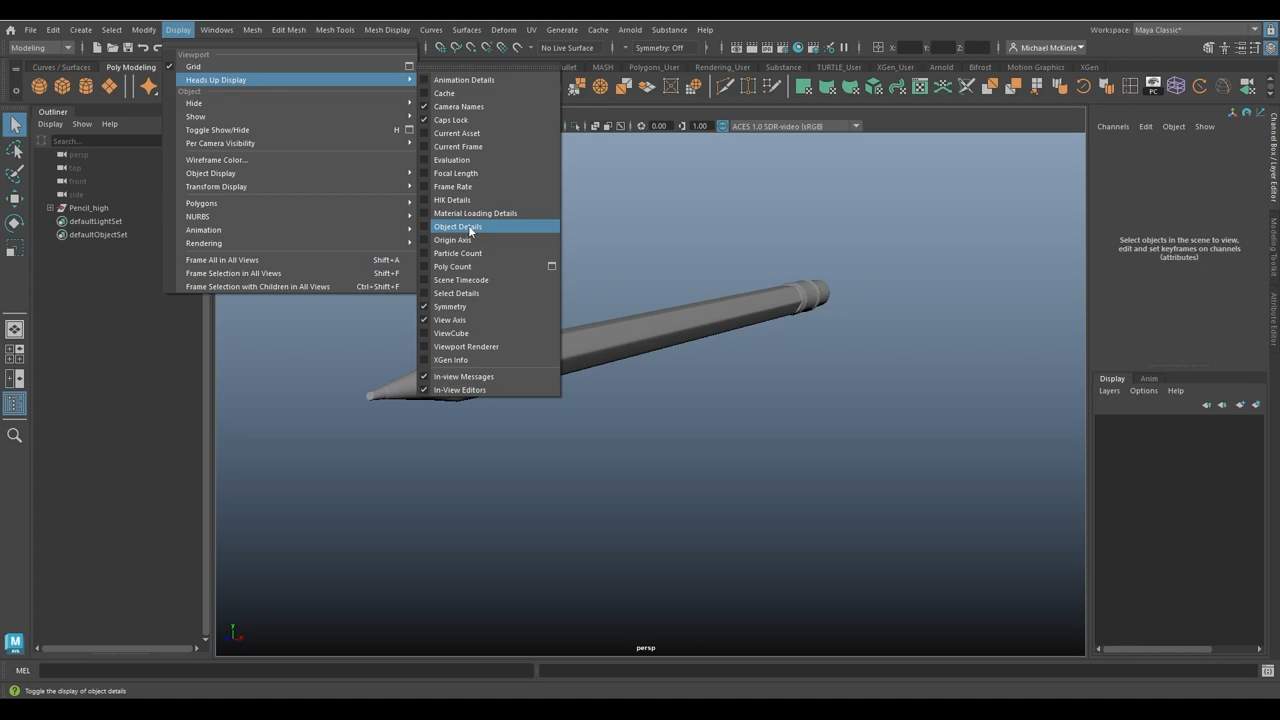 File Edit Create Select Modify Display Windows Mesh Edit Mesh Mesh Tools Mesh Display Curves Surfaces Deform UV Generate Cache Arnold Substance Help Workspace: Maya Classic*
Modeling No Live Surface Symmetry: Off X: Y: Z: Michael McKinle
Curves / Surfaces Poly Modeling MASH Polygons_User Rendering_User Substance TURTLE_User XGen_User Arnold Bifrost Motion Graphics XGen
Viewport
Grid
Heads Up Display
Object
Hide
Show
Toggle Show/Hide H
Per Camera Visibility
Wireframe Color...
Object Display
Transform Display
Polygons
NURBS
Animation
Rendering
Frame All in All Views Shift+A
Frame Selection in All Views Shift+F
Frame Selection with Children in All Views Ctrl+Shift+F
Animation Details
Cache
Camera Names
Caps Lock
Current Asset
Current Frame
Evaluation
Focal Length
Frame Rate
HIK Details
Material Loading Details
Object Details
Origin Axis
Particle Count
Poly Count
Scene Timecode
Select Details
Symmetry
View Axis
ViewCube
Viewport Renderer
XGen Info
In-view Messages
In-View Editors
Outliner
Display Show Help
Search...
persp
top
front
side
Pencil_high
defaultLightSet
defaultObjectSet
0.00 1.00 ACES 1.0 SDR-video (sRGB)
PC
persp
Channels Edit Object Show
Select objects in the scene to view,
edit and set keyframes on channels
(attributes)
Display Anim
Layers Options Help
Channel Box / Layer Editor
Modeling Toolkit
Attribute Editor
M
MEL
Toggle the display of object details